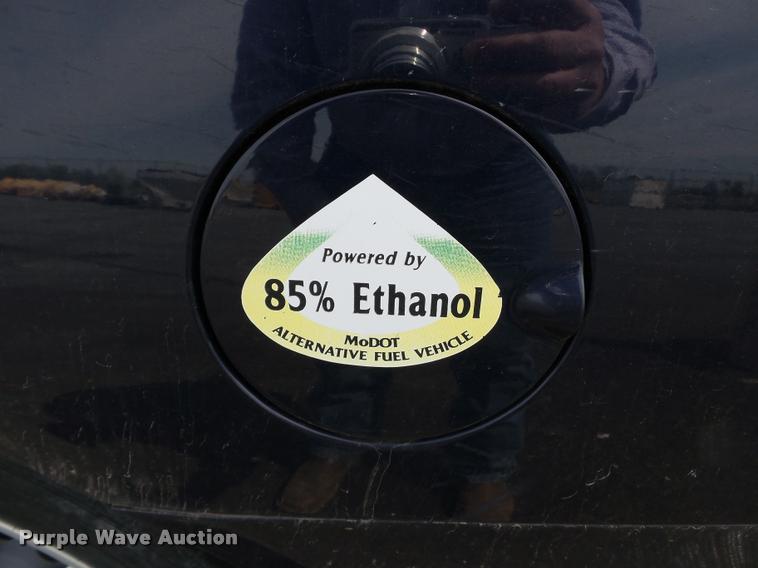 Powered by
85% Ethanol
MoDOT
ALTERNATIVE FUEL VEHICLE
Purple Wave Auction